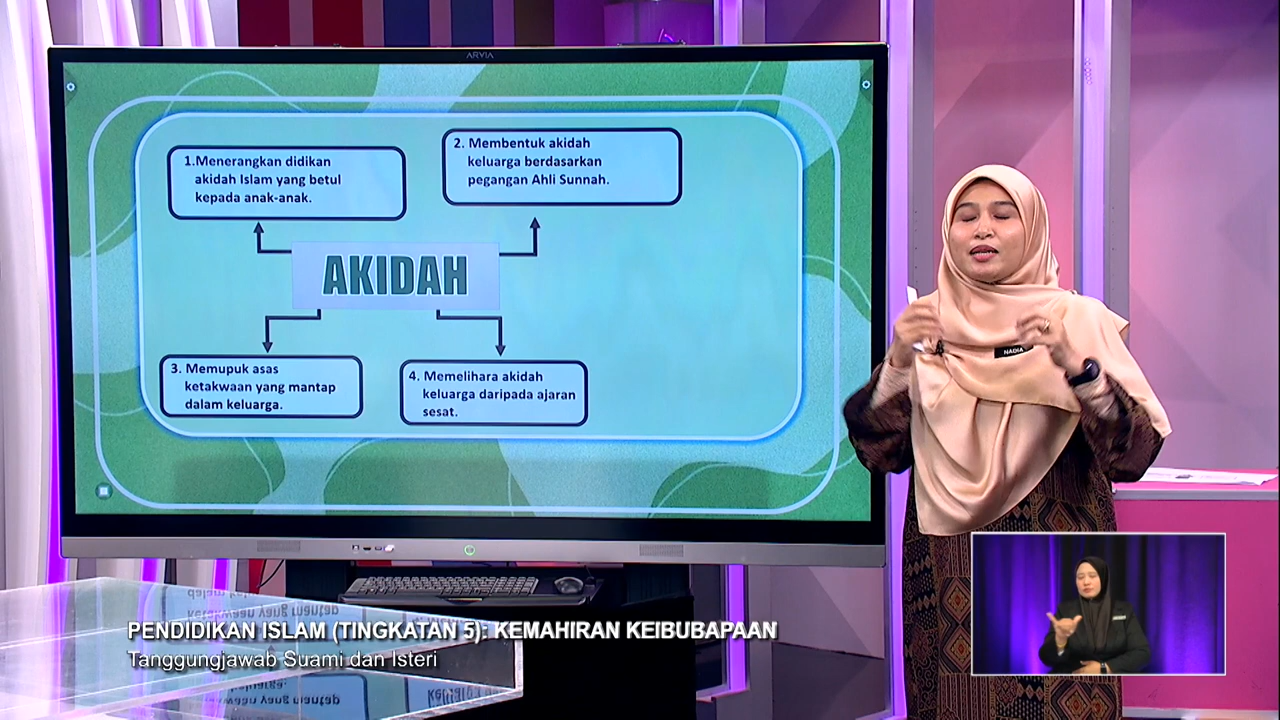 ARVIA
1.Menerangkan didikan
akidah Islam yang betul
kepada anak-anak.
2. Membentuk akidah
keluarga berdasarkan
pegangan Ahli Sunnah.
AKIDAH
3. Memupuk asas
ketakwaan yang mantap
dalam keluarga.
4. Memelihara akidah
keluarga daripada ajaran
sesat.
NADIA
PENDIDIKAN ISLAM (TINGKATAN 5): KEMAHIRAN KEIBUBAPAAN
Tanggungjawab Suami dan Isteri